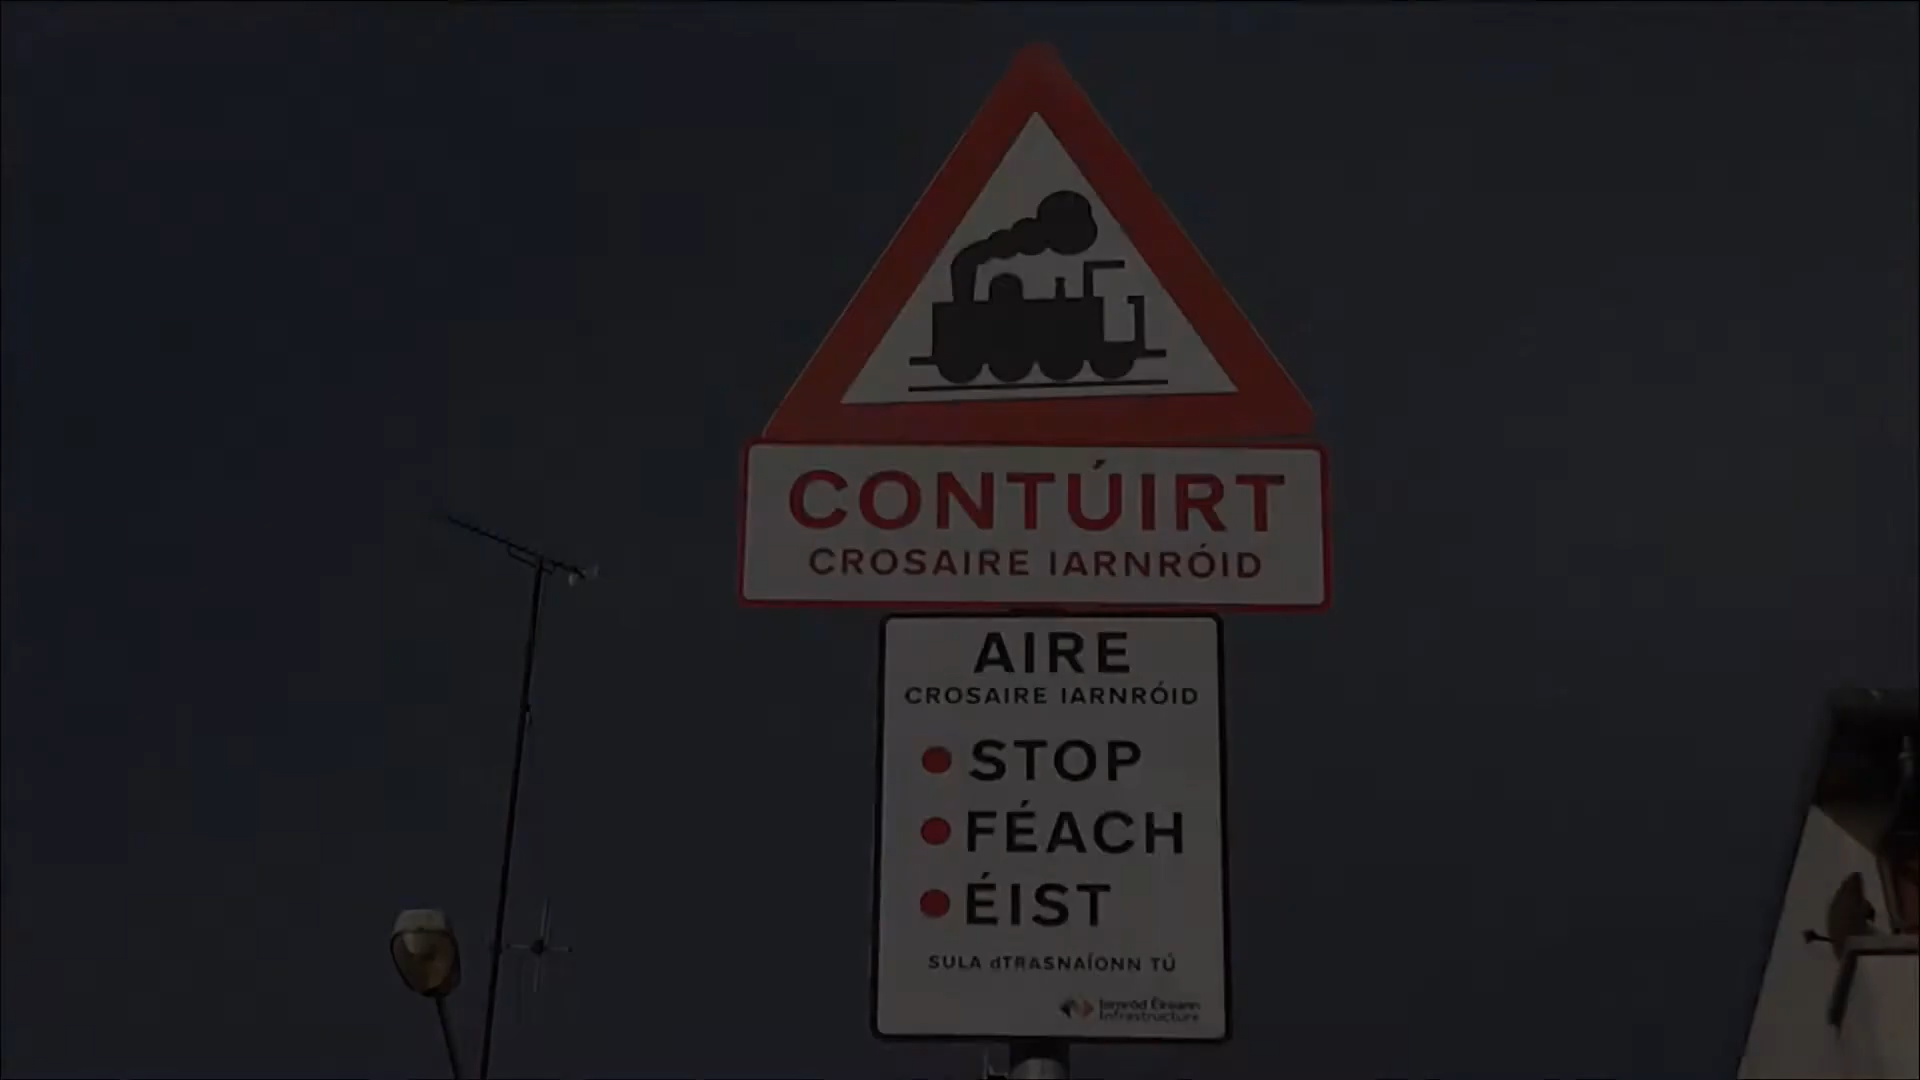 CONTÚIRT
CROSAIRE IARNRÓID
AIRE
CROSAIRE IARNRÓID
STOP
FÉACH
ÉIST
SULA dTRASNAÍONN TÚ
Iarnród Éireann
Infrastructure